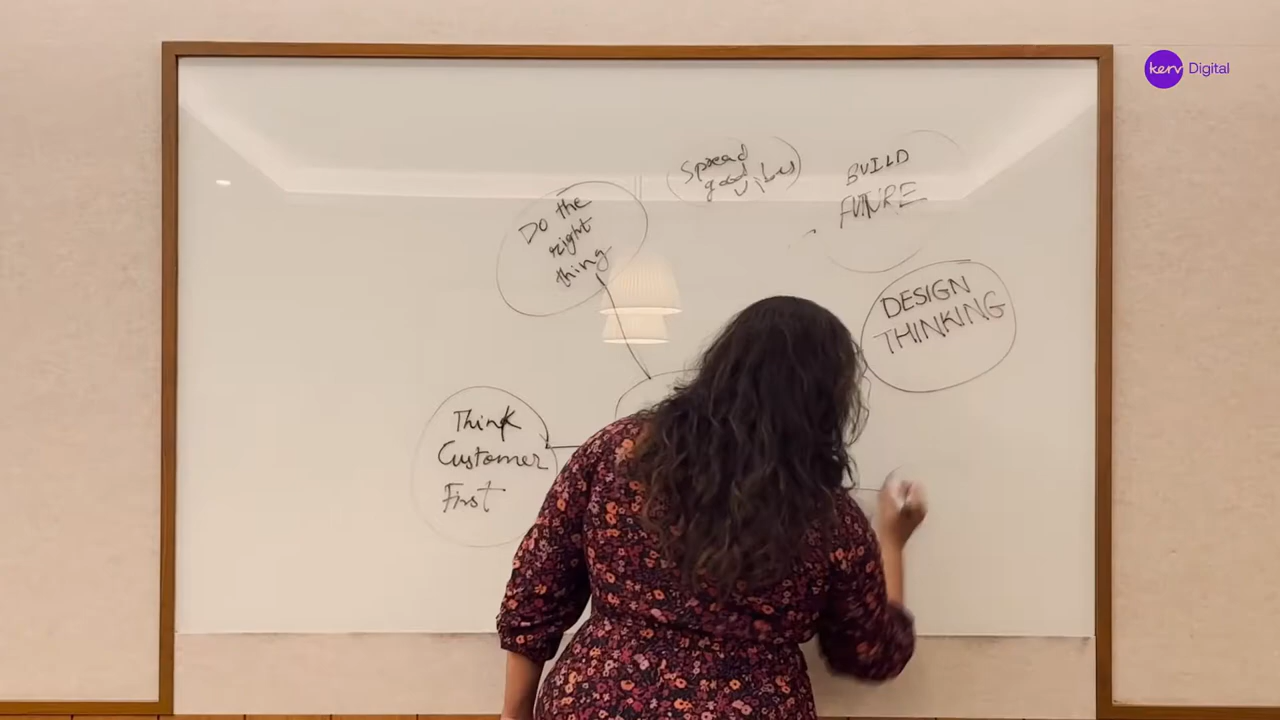 kerv Digital
Spread
good
vibes
BUILD
FUTURE
Do the
right
thing
DESIGN
THINKING
Think
Customer
First